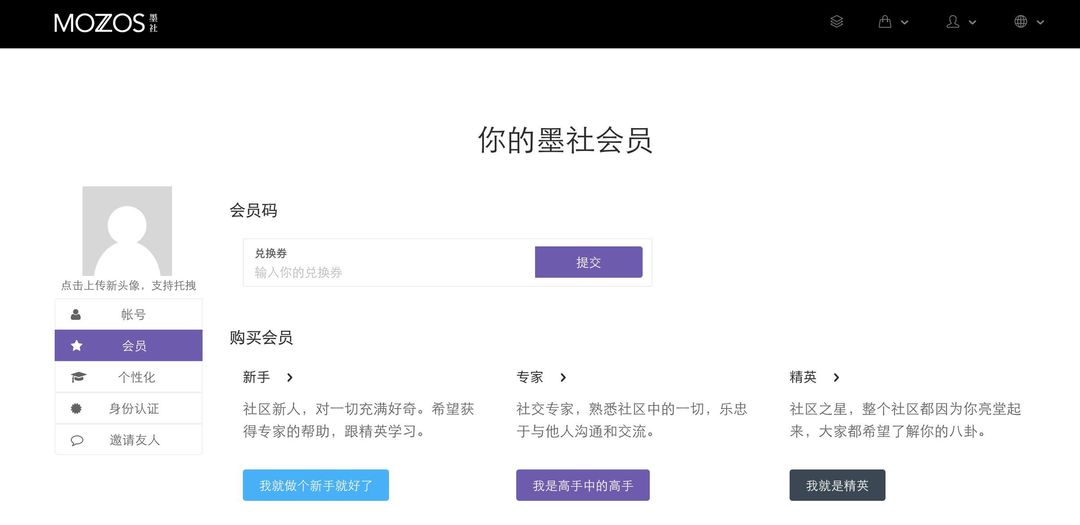 MOZZOS 墨社
你的墨社会员
点击上传新头像，支持托拽
帐号
会员
个性化
身份认证
邀请友人
会员码
兑换券
输入你的兑换券
提交
购买会员
新手
社区新人，对一切充满好奇。希望获
得专家的帮助，跟精英学习。
我就做个新手就好了
专家
社交专家，熟悉社区中的一切，乐忠
于与他人沟通和交流。
我是高手中的高手
精英
社区之星，整个社区都因为你亮堂起
来，大家都希望了解你的八卦。
我就是精英